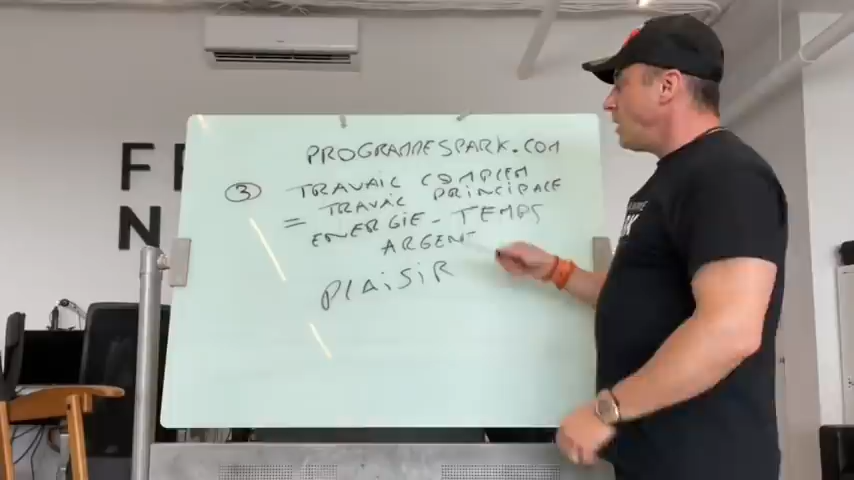 PROGRAMMESPARK.COM
③ TRAVAIL COMPLEM
= TRAVAIL PRINCIPALE
ENERGIE - TEMPS
ARGENT
PLAISIR
F
N